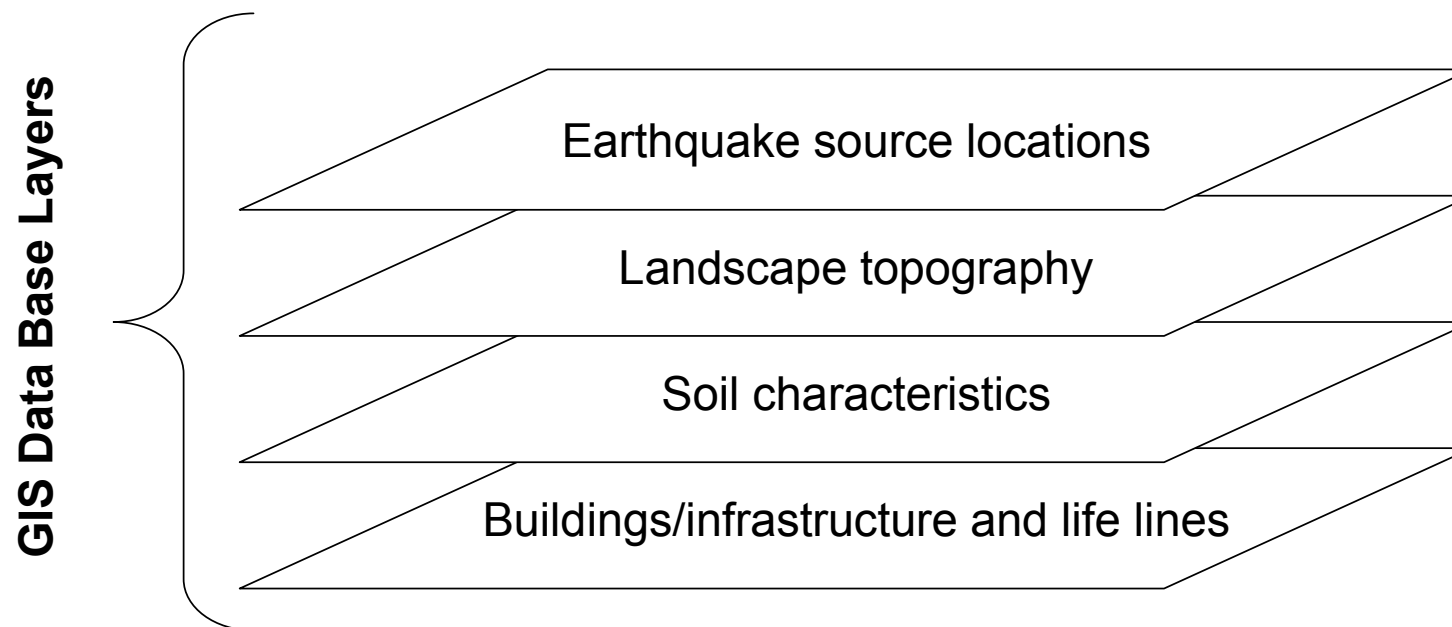 GIS Data Base Layers
Earthquake source locations
Landscape topography
Soil characteristics
Buildings/infrastructure and life lines